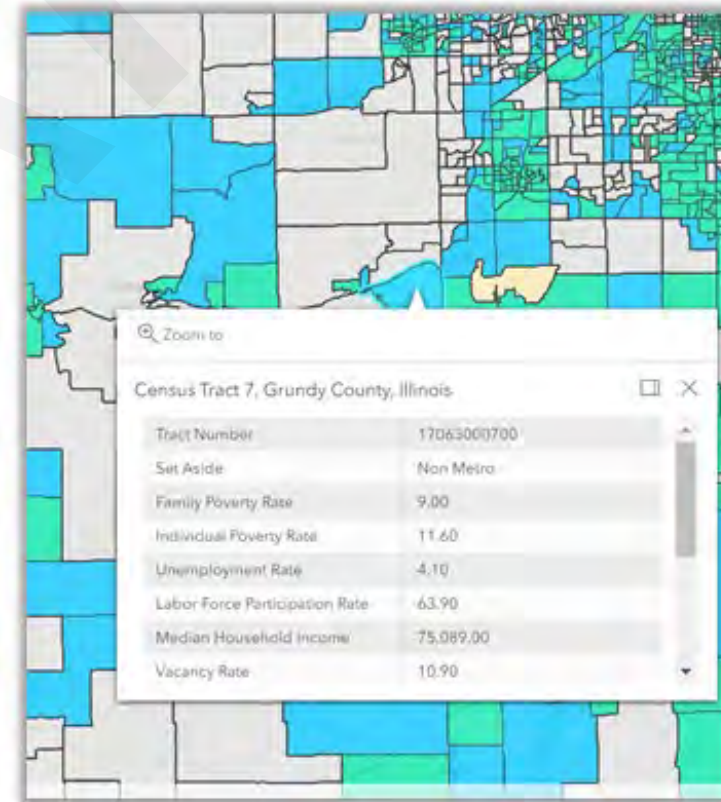 Zoom to
Census Tract 7, Grundy County, Illinois
Tract Number 17063000700
Set Aside Non Metro
Family Poverty Rate 9.00
Individual Poverty Rate 11.60
Unemployment Rate 4.10
Labor Force Participation Rate 63.90
Median Household Income 75,089.00
Vacancy Rate 10.90